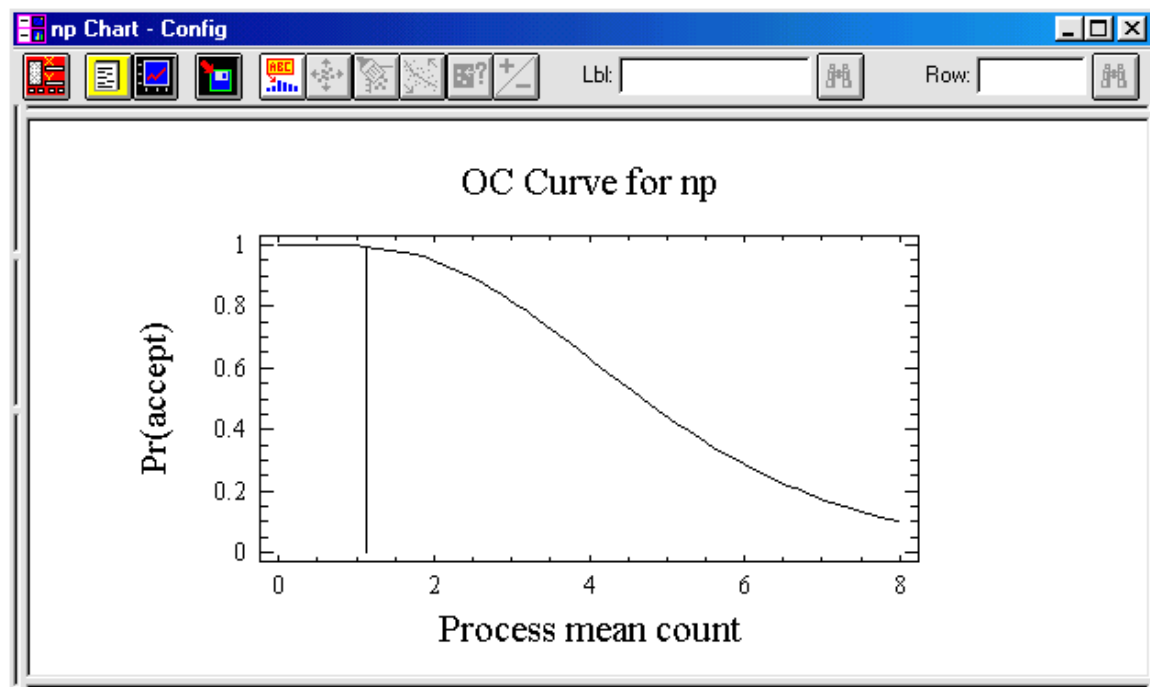 np Chart - Config
ABC
Lbl:
Row:
OC Curve for np
Pr(accept)
1
0.8
0.6
0.4
0.2
0
0 2 4 6 8
Process mean count